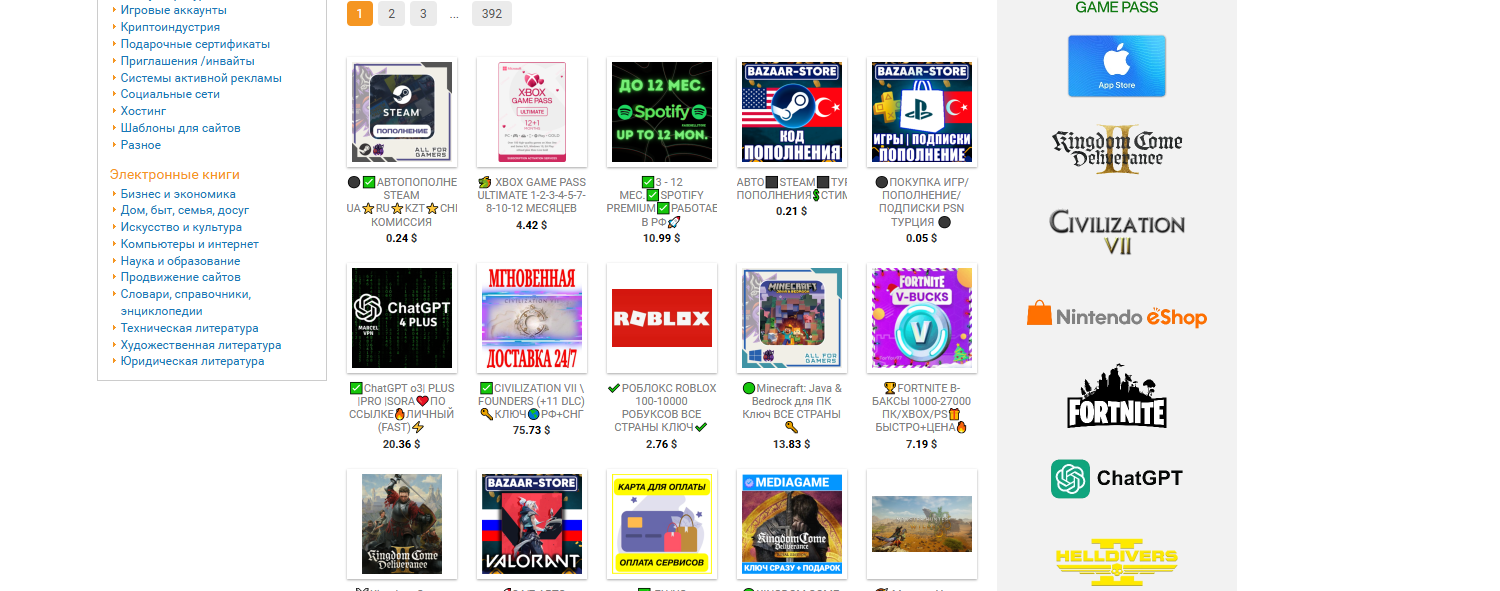 Игровые аккаунты
Криптоиндустрия
Подарочные сертификаты
Приглашения /инвайты
Системы активной рекламы
Социальные сети
Хостинг
Шаблоны для сайтов
Разное
Электронные книги
Бизнес и экономика
Дом, быт, семья, досуг
Искусство и культура
Компьютеры и интернет
Наука и образование
Продвижение сайтов
Словари, справочники,
энциклопедии
Техническая литература
Художественная литература
Юридическая литература
1 2 3 ... 392
STEAM
ПОПОЛНЕНИЕ
ALL FOR
GAMERS
⚫✅АВТОПОПОЛНЕ
STEAM
UA⭐RU⭐KZT⭐СНГ
КОМИССИЯ
0.24 $
XBOX
GAME PASS
ULTIMATE
12+1
🐲 XBOX GAME PASS
ULTIMATE 1-2-3-4-5-7-
8-10-12 МЕСЯЦЕВ
4.42 $
ДО 12 МЕС.
Spotify
UP TO 12 MON.
✅3 - 12
МЕС.✅SPOTIFY
PREMIUM✅РАБОТАЕ
В РФ🚀
10.99 $
BAZAAR-STORE
КОД
ПОПОЛНЕНИЯ
АВТО⬛STEAM⬛ТУР
ПОПОЛНЕНИЯ💲СТИМ
0.21 $
BAZAAR-STORE
ИГРЫ | ПОДПИСКИ
ПОПОЛНЕНИЕ
⚫ПОКУПКА ИГР/
ПОПОЛНЕНИЕ/
ПОДПИСКИ PSN
ТУРЦИЯ ⚫
0.05 $
ChatGPT
4 PLUS
MARCEL
VPN
✅ChatGPT o3| PLUS
|PRO |SORA❤️ПО
ССЫЛКЕ🔥ЛИЧНЫЙ
(FAST)⚡
20.36 $
МГНОВЕННАЯ
CIVILIZATION VII
ДОСТАВКА 24/7
✅CIVILIZATION VII \
FOUNDERS (+11 DLC)
🔑КЛЮЧ🌍РФ+СНГ
75.73 $
ROBLOX
✔РОБЛОКС ROBLOX
100-10000
РОБУКСОВ ВСЕ
СТРАНЫ КЛЮЧ✔
2.76 $
MINECRAFT
JAVA & BEDROCK
ALL FOR
GAMERS
🟢Minecraft: Java &
Bedrock для ПК
Ключ ВСЕ СТРАНЫ
🔑
13.83 $
FORTNITE
V-BUCKS
🏆FORTNITE В-
БАКСЫ 1000-27000
ПК/XBOX/PS🎁
БЫСТРО+ЦЕНА🔥
7.19 $
Kingdom Come
Deliverance
BAZAAR-STORE
VALORANT
КАРТА ДЛЯ ОПЛАТЫ
ОПЛАТА СЕРВИСОВ
MEDIAGAME
Kingdom Come
Deliverance
КЛЮЧ СРАЗУ + ПОДАРОК
GAME PASS
App Store
Kingdom Come
Deliverance
II
CIVILIZATION
VII
Nintendo eShop
FORTNITE
ChatGPT
HELLDIVERS